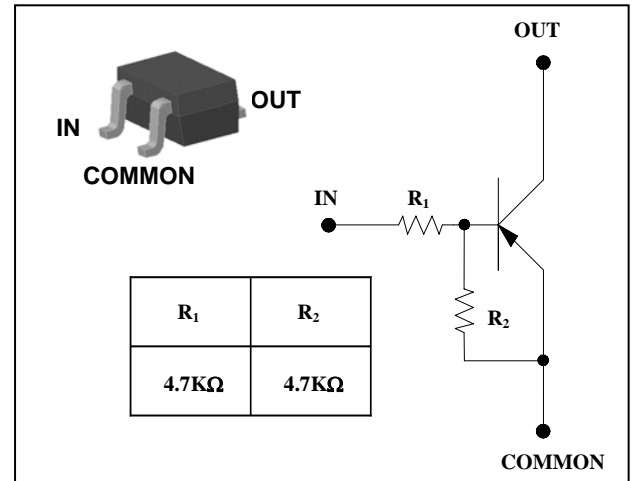 OUT
OUT
IN
COMMON
IN
R₁
R₁ R₂
R₂
4.7KΩ 4.7KΩ
COMMON